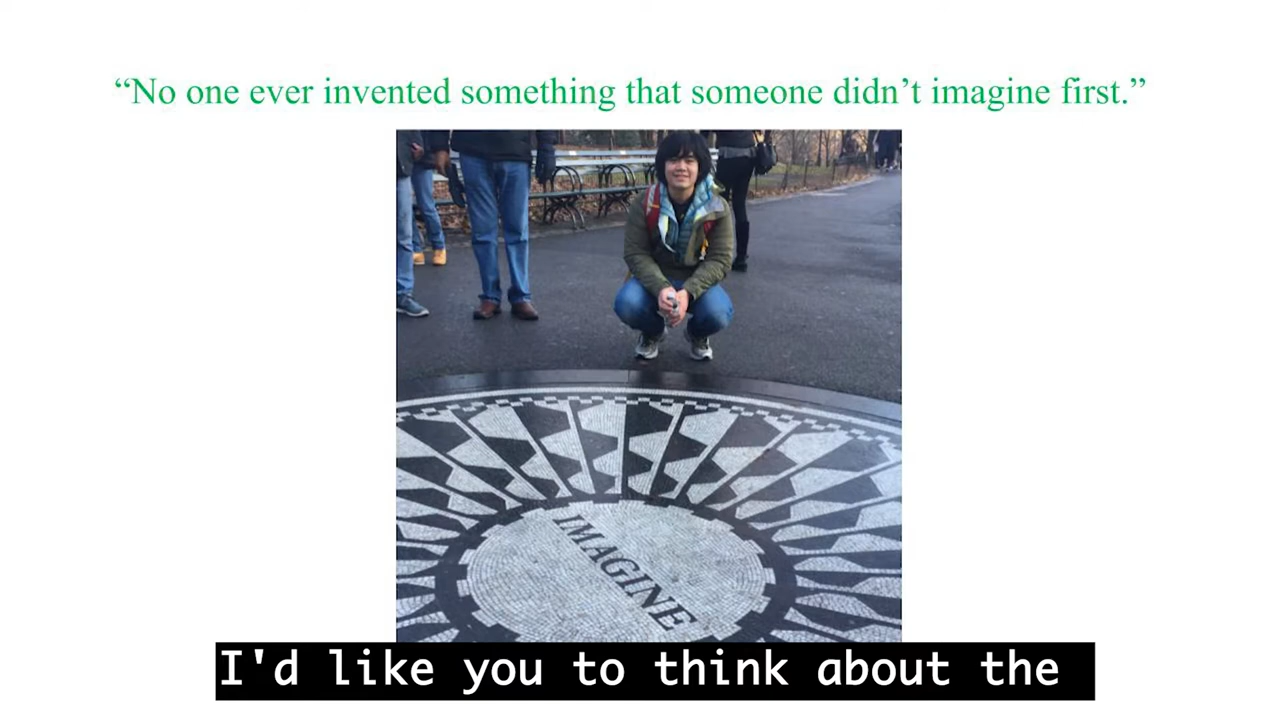 “No one ever invented something that someone didn’t imagine first.”
IMAGINE
I'd like you to think about the